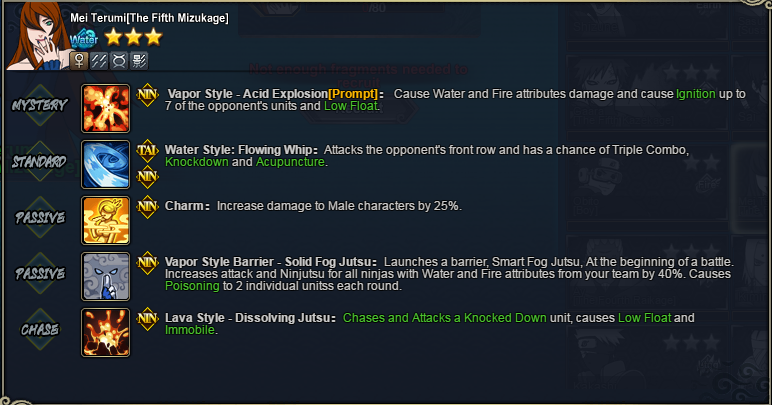 Mei Terumi[The Fifth Mizukage]
Water
MYSTERY
NIN
Vapor Style - Acid Explosion[Prompt]: Cause Water and Fire attributes damage and cause Ignition up to
7 of the opponent's units and Low Float.
STANDARD
TAI
NIN
Water Style: Flowing Whip: Attacks the opponent's front row and has a chance of Triple Combo,
Knockdown and Acupuncture.
PASSIVE
NIN
Charm: Increase damage to Male characters by 25%.
PASSIVE
NIN
Vapor Style Barrier - Solid Fog Jutsu: Launches a barrier, Smart Fog Jutsu, At the beginning of a battle.
Increases attack and Ninjutsu for all ninjas with Water and Fire attributes from your team by 40%. Causes
Poisoning to 2 individual unitss each round.
CHASE
NIN
Lava Style - Dissolving Jutsu: Chases and Attacks a Knocked Down unit, causes Low Float and
Immobile.